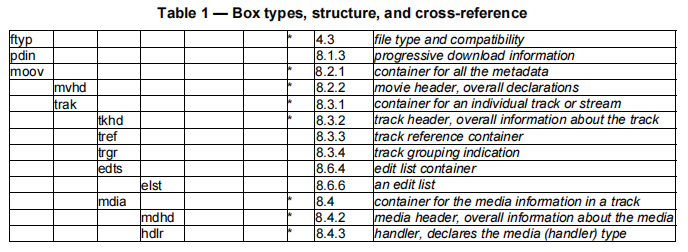 Table 1 — Box types, structure, and cross-reference
ftyp * 4.3 file type and compatibility
pdin 8.1.3 progressive download information
moov * 8.2.1 container for all the metadata
mvhd * 8.2.2 movie header, overall declarations
trak * 8.3.1 container for an individual track or stream
tkhd * 8.3.2 track header, overall information about the track
tref 8.3.3 track reference container
trgr 8.3.4 track grouping indication
edts 8.6.4 edit list container
elst 8.6.6 an edit list
mdia * 8.4 container for the media information in a track
mdhd * 8.4.2 media header, overall information about the media
hdlr * 8.4.3 handler, declares the media (handler) type